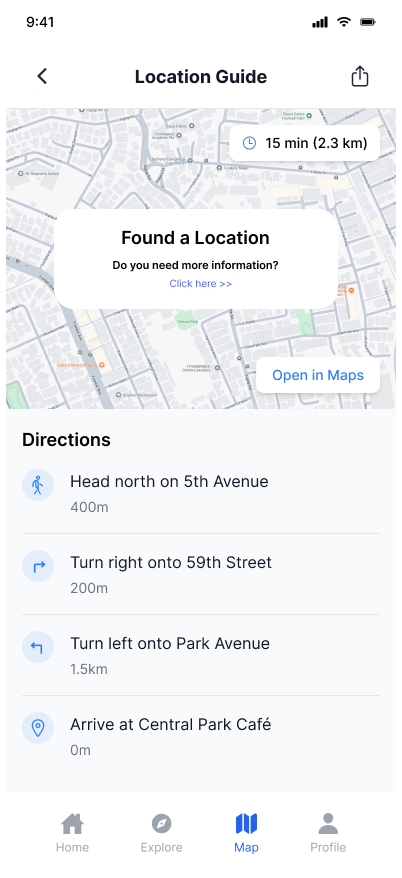 9:41
Location Guide
15 min (2.3 km)
Found a Location
Do you need more information?
Click here >>
Open in Maps
Directions
Head north on 5th Avenue
400m
Turn right onto 59th Street
200m
Turn left onto Park Avenue
1.5km
Arrive at Central Park Café
0m
Home
Explore
Map
Profile